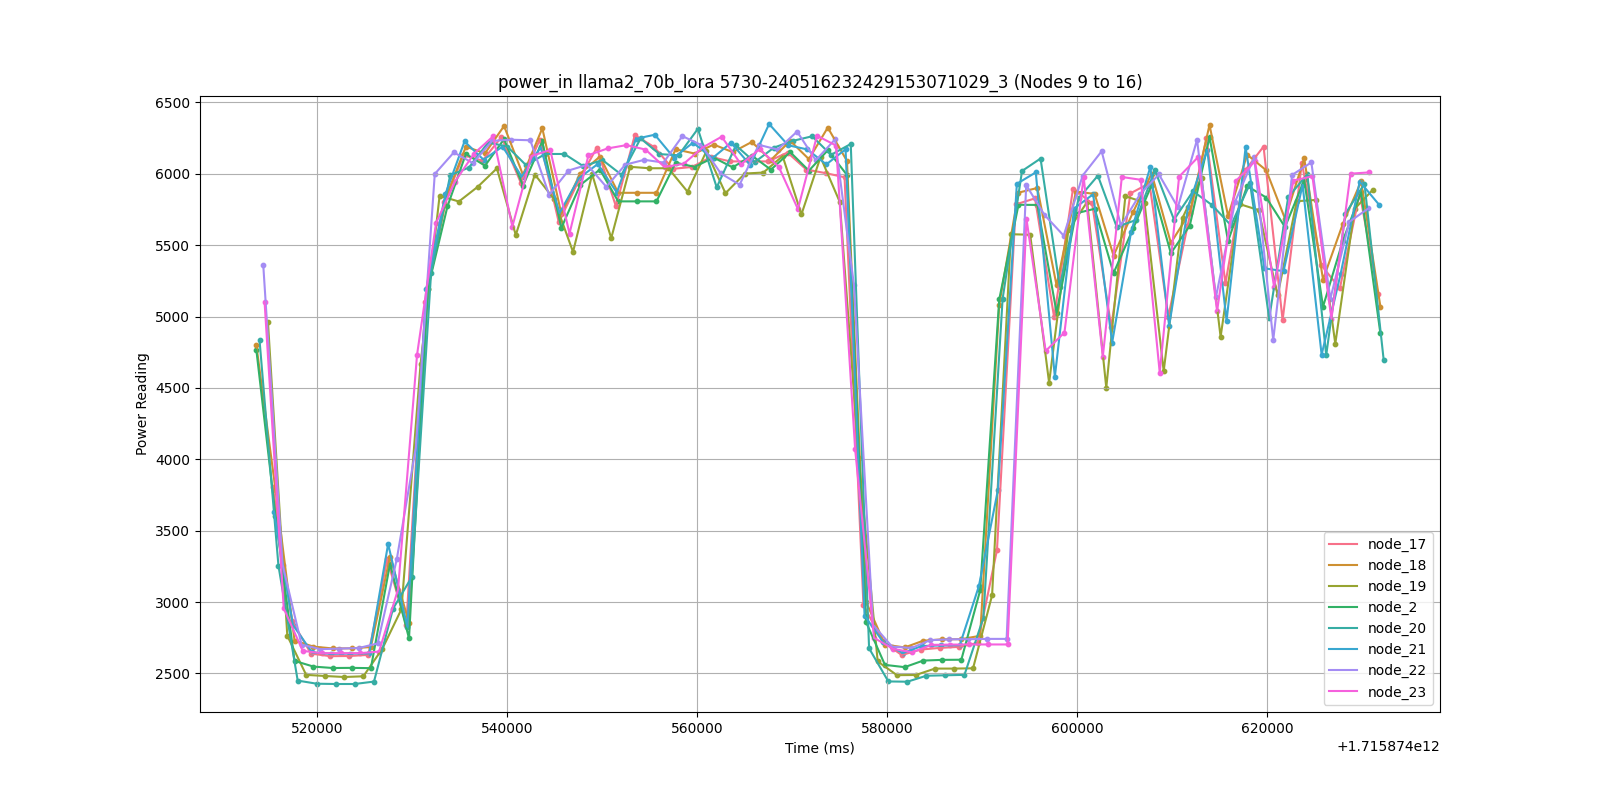 power_in llama2_70b_lora 5730-240516232429153071029_3 (Nodes 9 to 16)
Power Reading
6500
6000
5500
5000
4500
4000
3500
3000
2500
node_17
node_18
node_19
node_2
node_20
node_21
node_22
node_23
520000 540000 560000 580000 600000 620000
Time (ms)
+1.715874e12